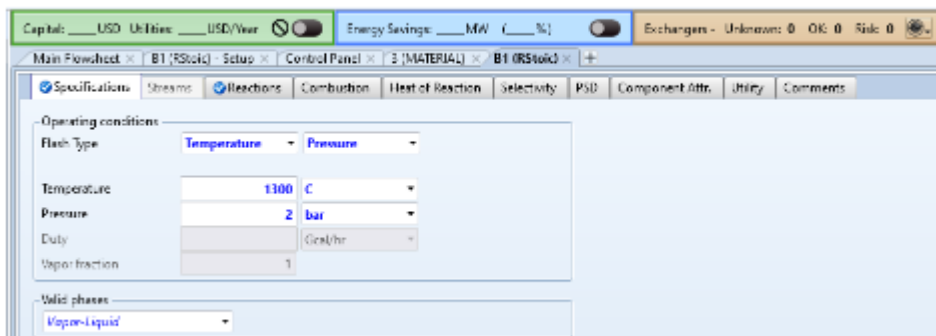 Capital: ____USD Utilities: ____USD/Year Energy Savings: ____MW (____%) Exchangers - Unknown: 0 OK: 0 Risk: 0
Main Flowsheet × B1 (RStoic) - Setup × Control Panel × 3 (MATERIAL) × B1 (RStoic) × +
Specifications Streams Reactions Combustion Heat of Reaction Selectivity PSD Component Attr. Utility Comments
Operating conditions
Flash Type Temperature Pressure
Temperature 1300 C
Pressure 2 bar
Duty Gcal/hr
Vapor fraction 1
Valid phases
Vapor-Liquid